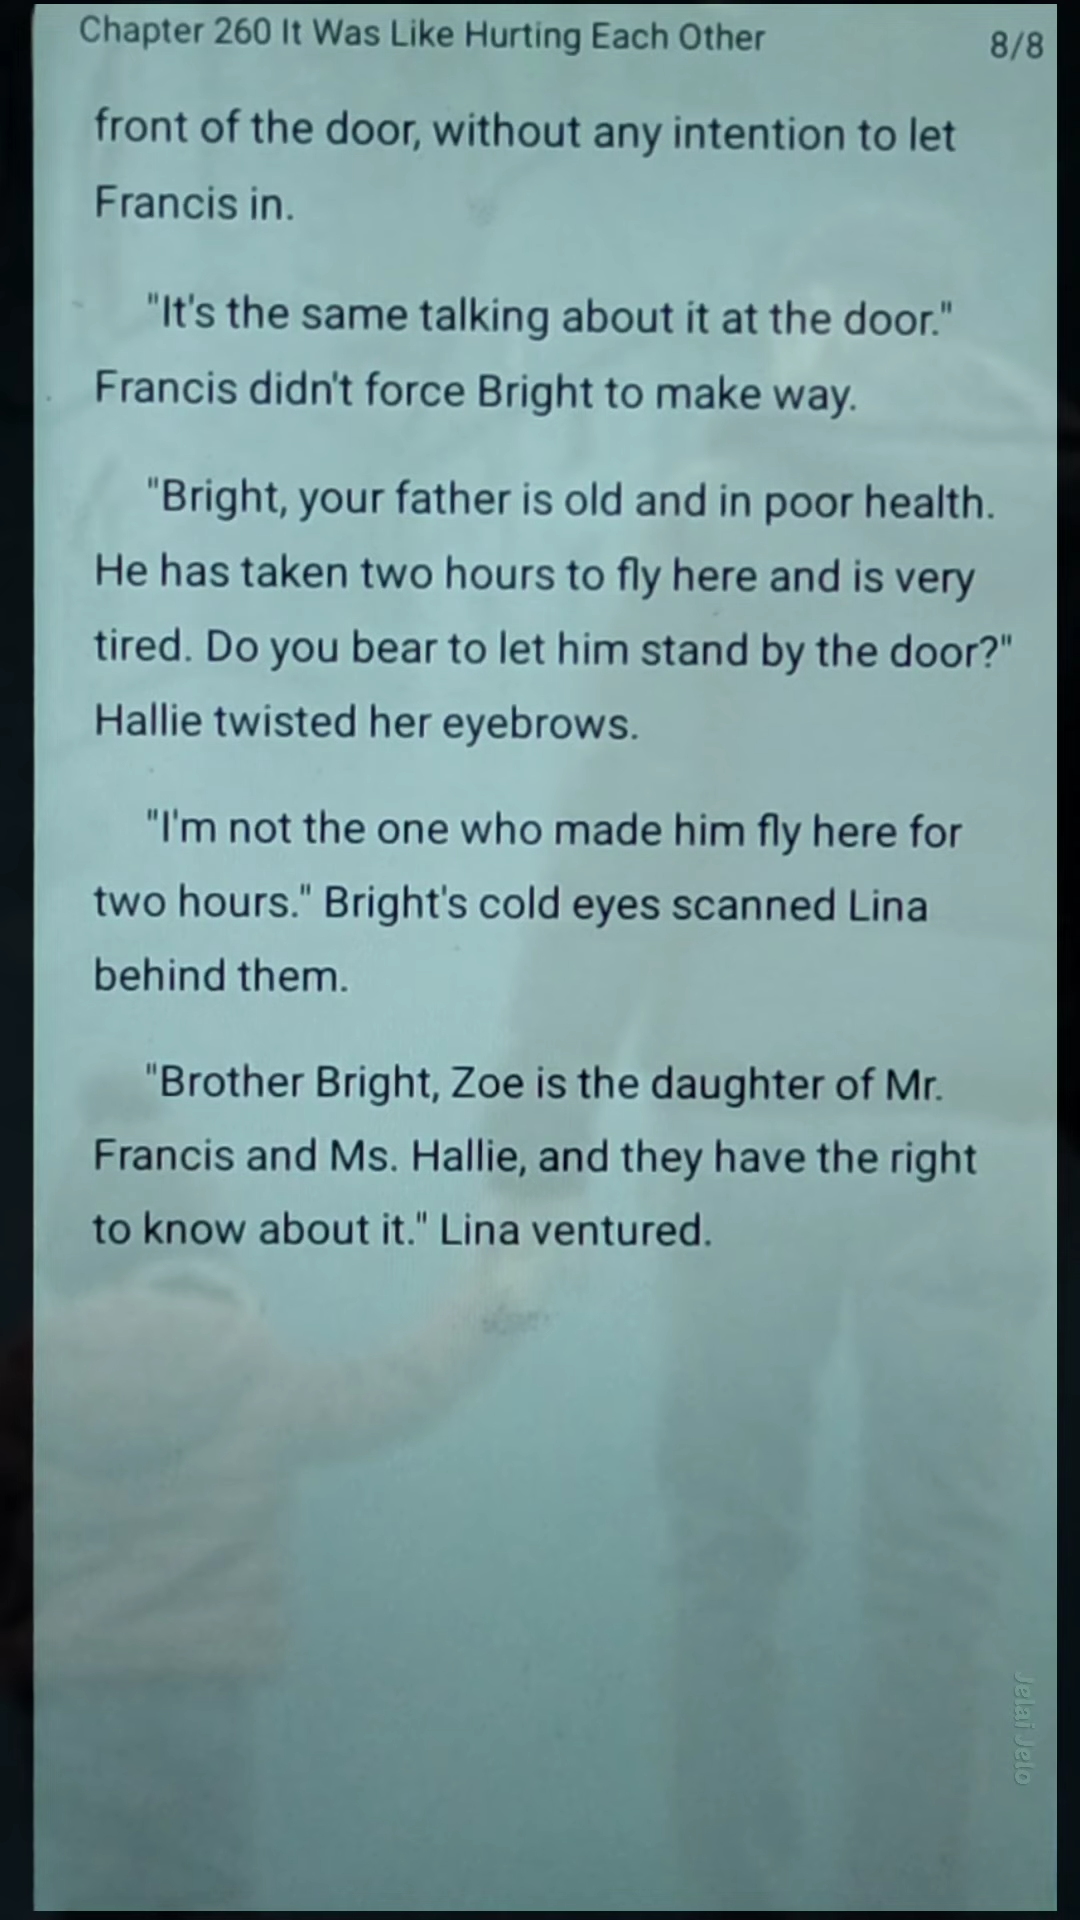 Chapter 260 It Was Like Hurting Each Other
8/8
front of the door, without any intention to let
Francis in.
"It's the same talking about it at the door."
Francis didn't force Bright to make way.
"Bright, your father is old and in poor health.
He has taken two hours to fly here and is very
tired. Do you bear to let him stand by the door?"
Hallie twisted her eyebrows.
"I'm not the one who made him fly here for
two hours." Bright's cold eyes scanned Lina
behind them.
"Brother Bright, Zoe is the daughter of Mr.
Francis and Ms. Hallie, and they have the right
to know about it." Lina ventured.
Jelai Jelo